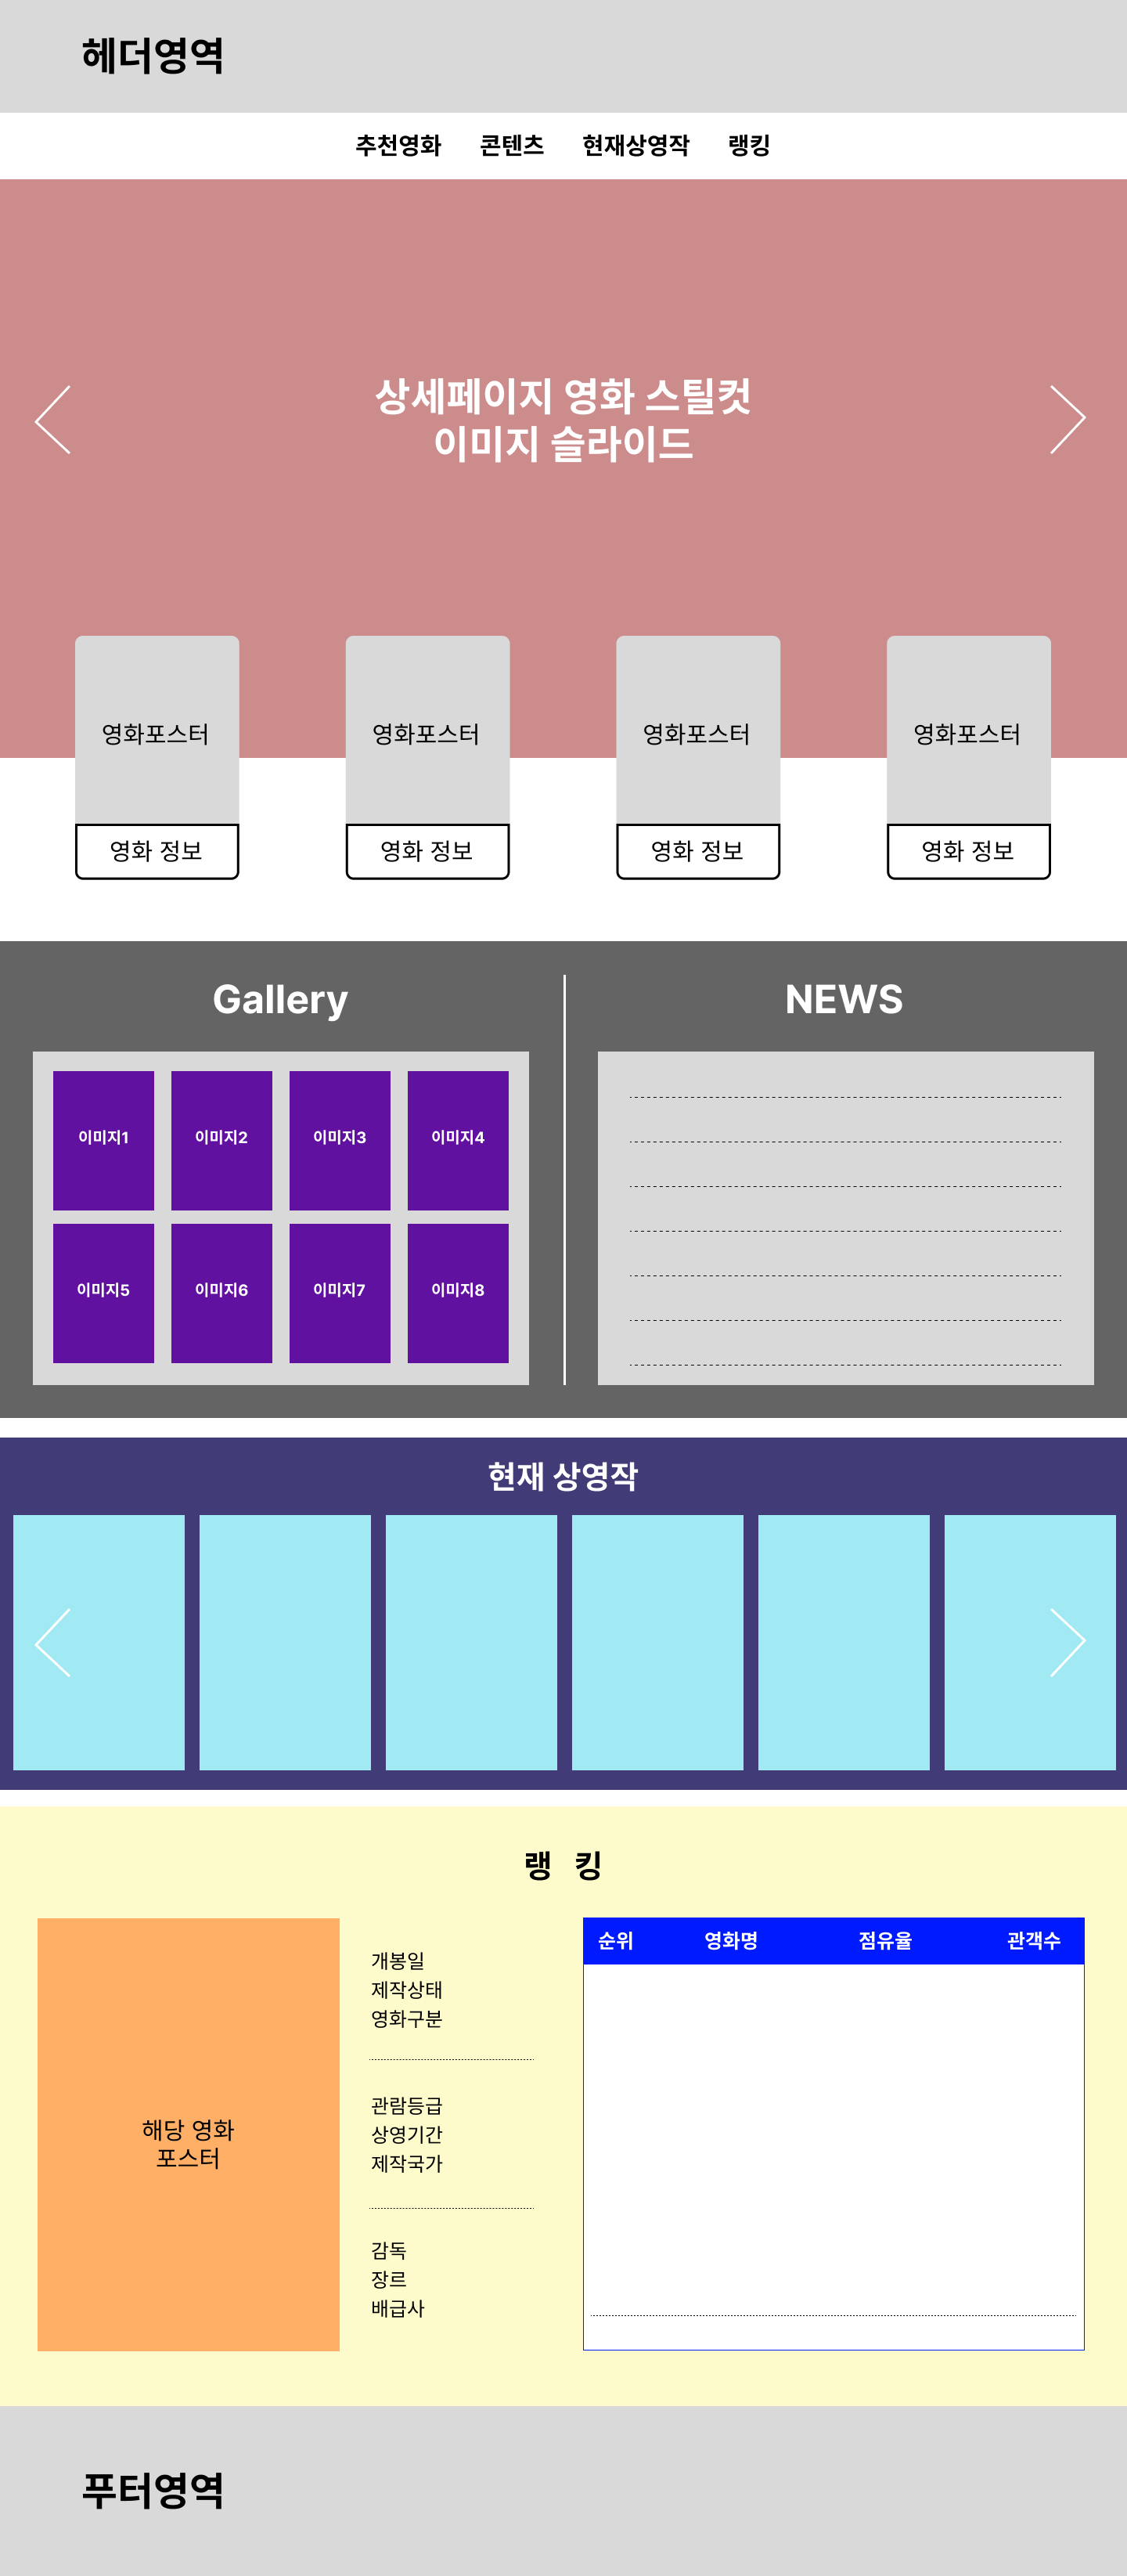 헤더영역
추천영화 콘텐츠 현재상영작 랭킹
상세페이지 영화 스틸컷
이미지 슬라이드
영화포스터 영화포스터 영화포스터 영화포스터
영화 정보 영화 정보 영화 정보 영화 정보
Gallery
이미지1 이미지2 이미지3 이미지4
이미지5 이미지6 이미지7 이미지8
NEWS
현재 상영작
랭 킹
해당 영화
포스터
개봉일
제작상태
영화구분
관람등급
상영기간
제작국가
감독
장르
배급사
순위 영화명 점유율 관객수
푸터영역